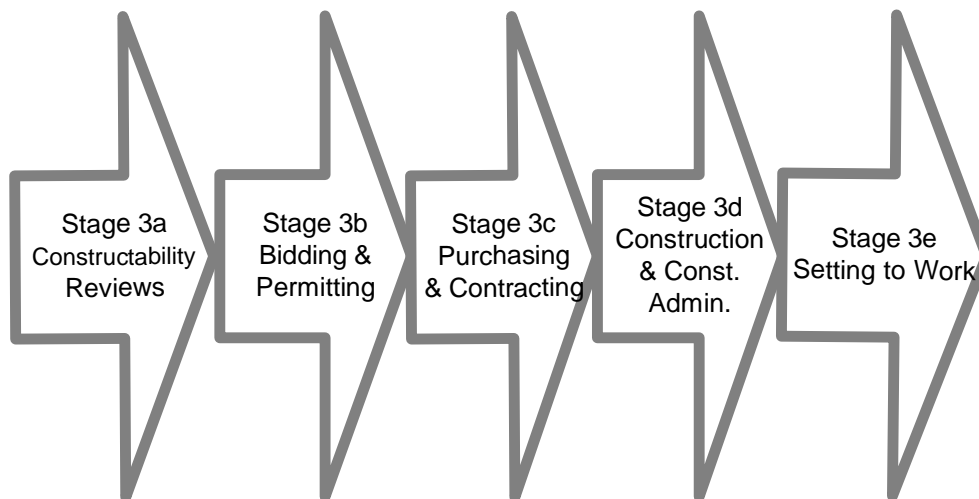 Stage 3a
Constructability
Reviews
Stage 3b
Bidding &
Permitting
Stage 3c
Purchasing
& Contracting
Stage 3d
Construction
& Const.
Admin.
Stage 3e
Setting to Work